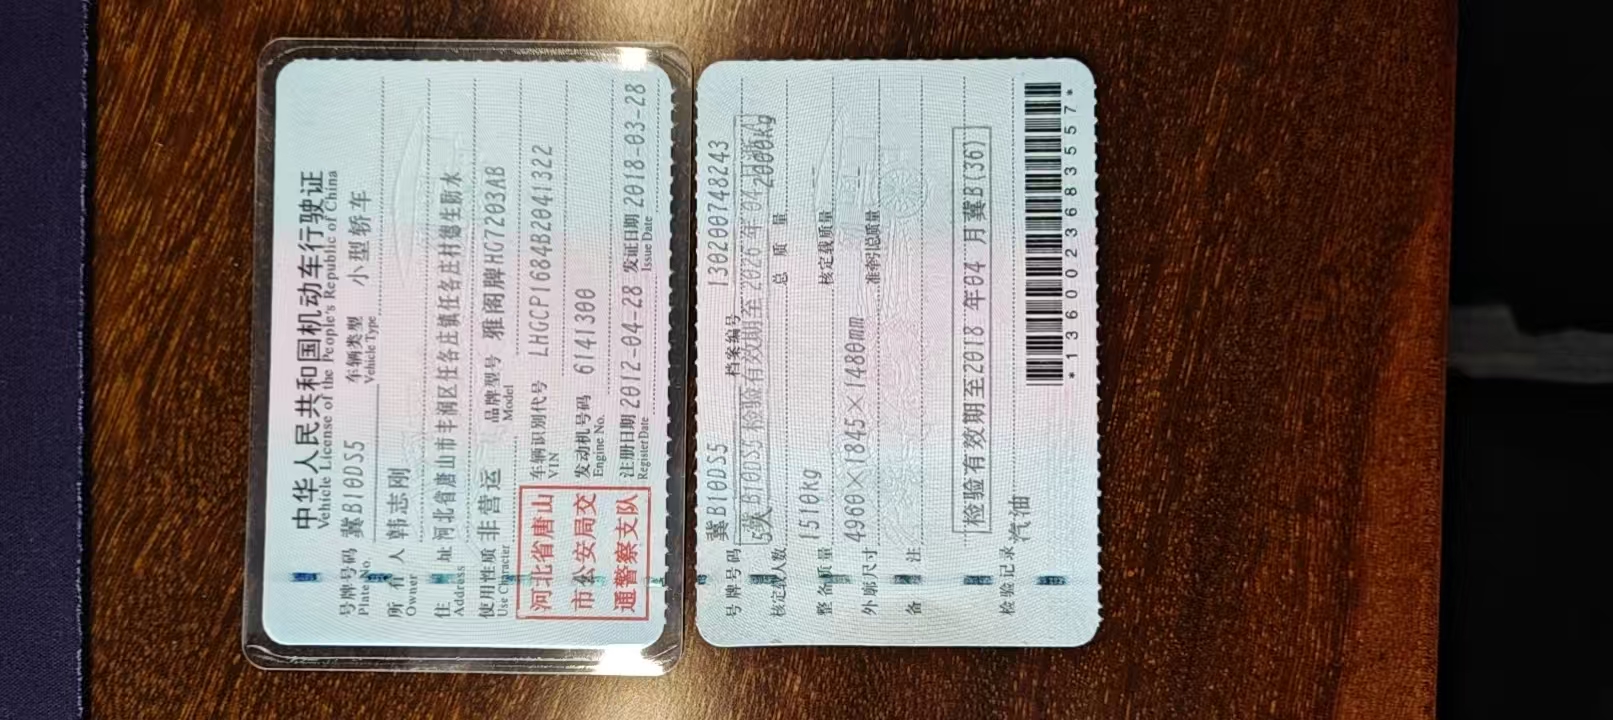 中华人民共和国机动车行驶证
Vehicle License of the People's Republic of China
号牌号码 冀B10DS5 车辆类型 小型轿车
Plate No. Vehicle Type
所有人 韩志刚
Owner
住址 河北省唐山市丰润区任各庄镇任各庄村德生胁水
Address
使用性质 非营运 品牌型号 雅阁牌HG7203AB
Use Character Model
河北省唐山市公安局交通警察支队
车辆识别代号 LHGCP1684B2041322
VIN
发动机号码 6141300
Engine No.
注册日期 2012-04-28 发证日期 2018-03-28
Register Date Issue Date
号牌号码 冀B10DS5 档案编号 130200748243
核定载人数 5人 总质量 2000kg
冀B10DS5 检验有效期至2026年04月
整备质量 1510kg 核定载质量
外廓尺寸 4960×1845×1480mm 准牵引总质量
备注
检验有效期至2018年04月冀B(36)
检验记录 汽油
*1360023683557*